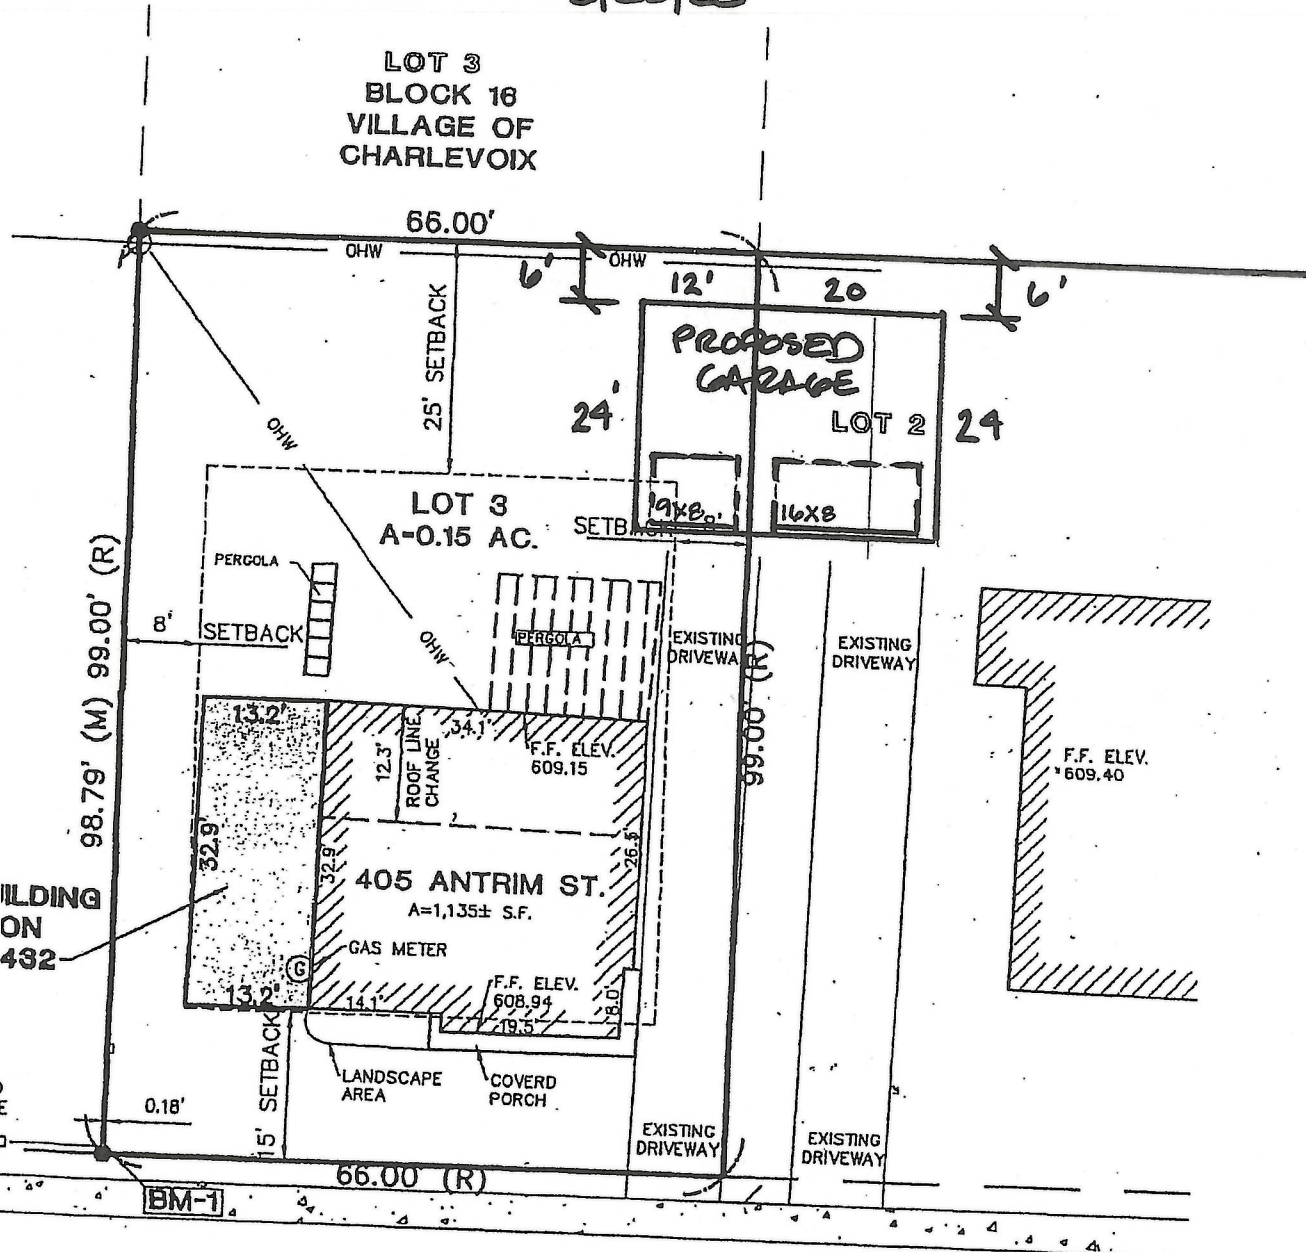 LOT 3
BLOCK 16
VILLAGE OF
CHARLEVOIX
66.00'
OHW
OHW
6'
12'
20
6'
25' SETBACK
PROPOSED
GARAGE
24'
LOT 2
24
OHW
LOT 3
A=0.15 AC.
9X8
16X8
SETB
PERGOLA
8'
SETBACK
OHW
PERGOLA
EXISTING
DRIVEWA
EXISTING
DRIVEWAY
98.79' (M) 99.00' (R)
99.00' (R)
13.2'
34.1'
12.3'
ROOF LINE
CHANGE
F.F. ELEV.
609.15
F.F. ELEV.
609.40
32.9'
32.9'
26.5'
405 ANTRIM ST.
A=1,135± S.F.
UILDING
ON
432
GAS METER
G
13.2'
14.1'
F.F. ELEV.
608.94
19.5'
8.0'
15' SETBACK
LANDSCAPE
AREA
COVERD
PORCH
0.18'
EXISTING
DRIVEWAY
EXISTING
DRIVEWAY
66.00 (R)
BM-1